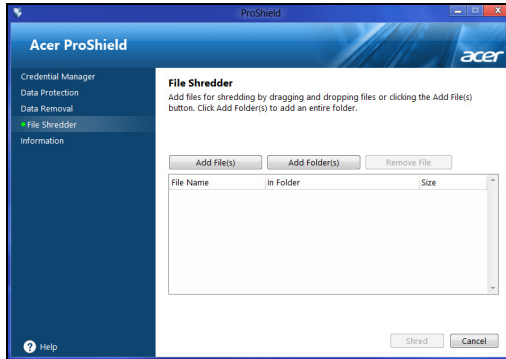 ProShield
Acer ProShield
acer
Credential Manager
Data Protection
Data Removal
File Shredder
Information
File Shredder
Add files for shredding by dragging and dropping files or clicking the Add File(s)
button. Click Add Folder(s) to add an entire folder.
Add File(s) Add Folder(s) Remove File
File Name In Folder Size
Shred Cancel
? Help